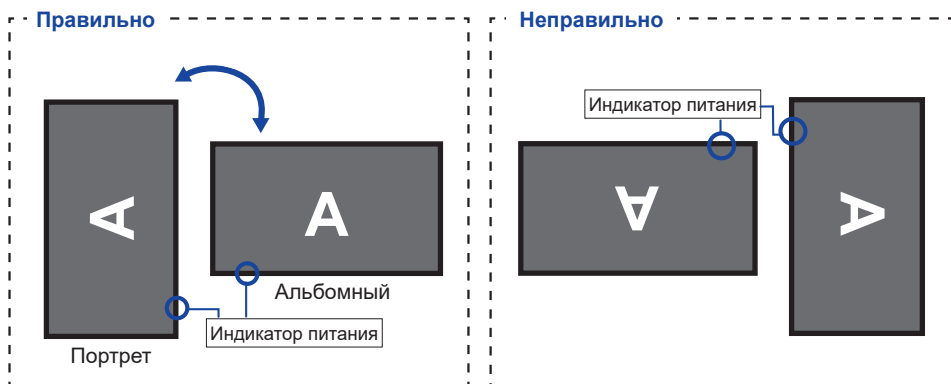 Правильно
A
A
Альбомный
Индикатор питания
Портрет
Неправильно
Индикатор питания
A
A